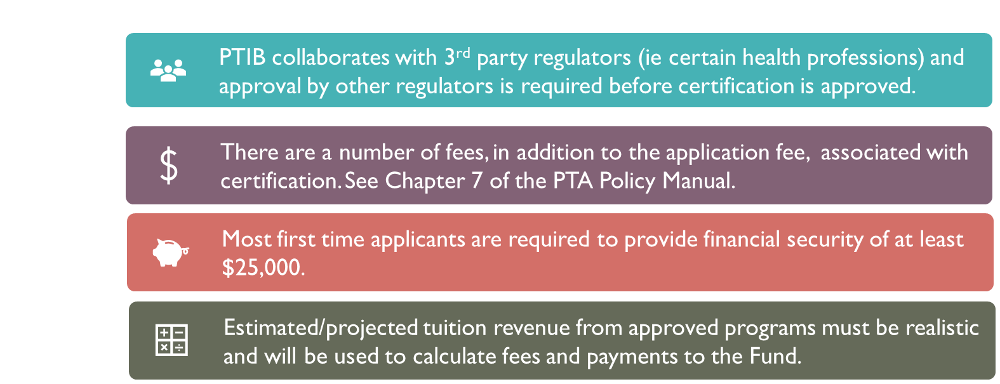 PTIB collaborates with 3rd party regulators (ie certain health professions) and
approval by other regulators is required before certification is approved.
There are a number of fees, in addition to the application fee,  associated with
certification. See Chapter 7 of the PTA Policy Manual.
Most first time applicants are required to provide financial security of at least
$25,000.
Estimated/projected tuition revenue from approved programs must be realistic
and will be used to calculate fees and payments to the Fund.